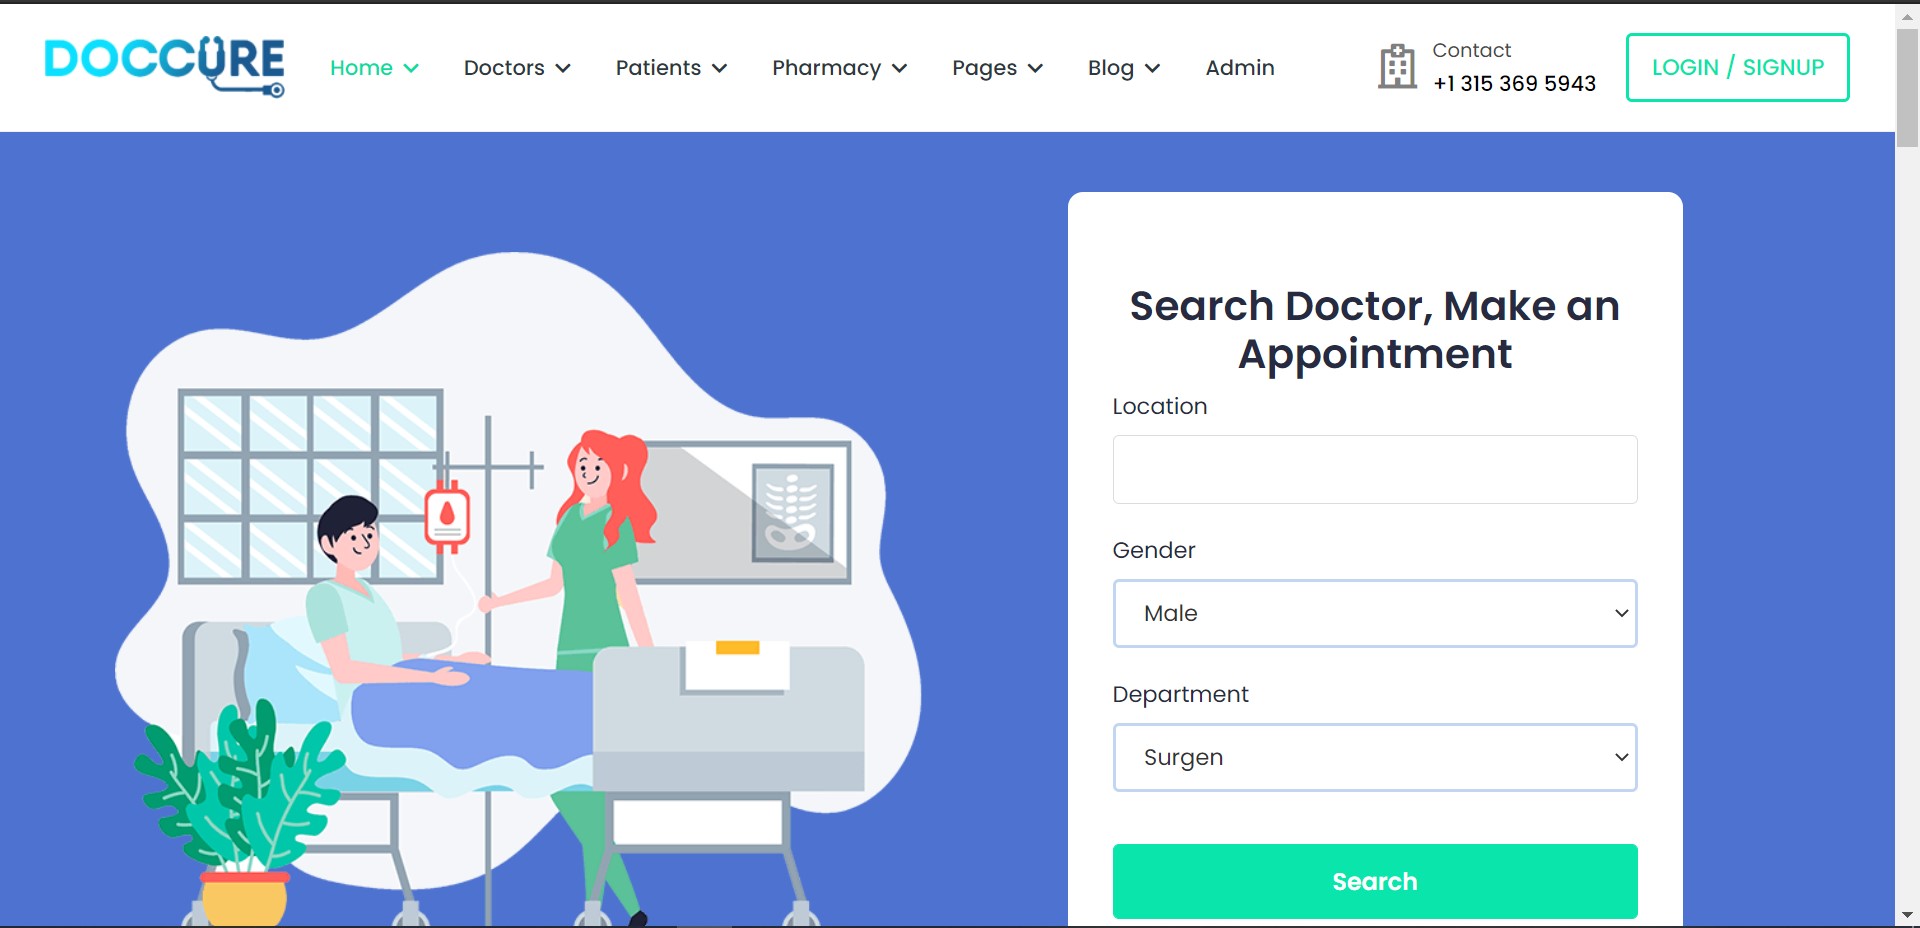 DOCCURE
Home
Doctors
Patients
Pharmacy
Pages
Blog
Admin
Contact
+1 315 369 5943
LOGIN / SIGNUP
Search Doctor, Make an
Appointment
Location
Gender
Male
Department
Surgen
Search